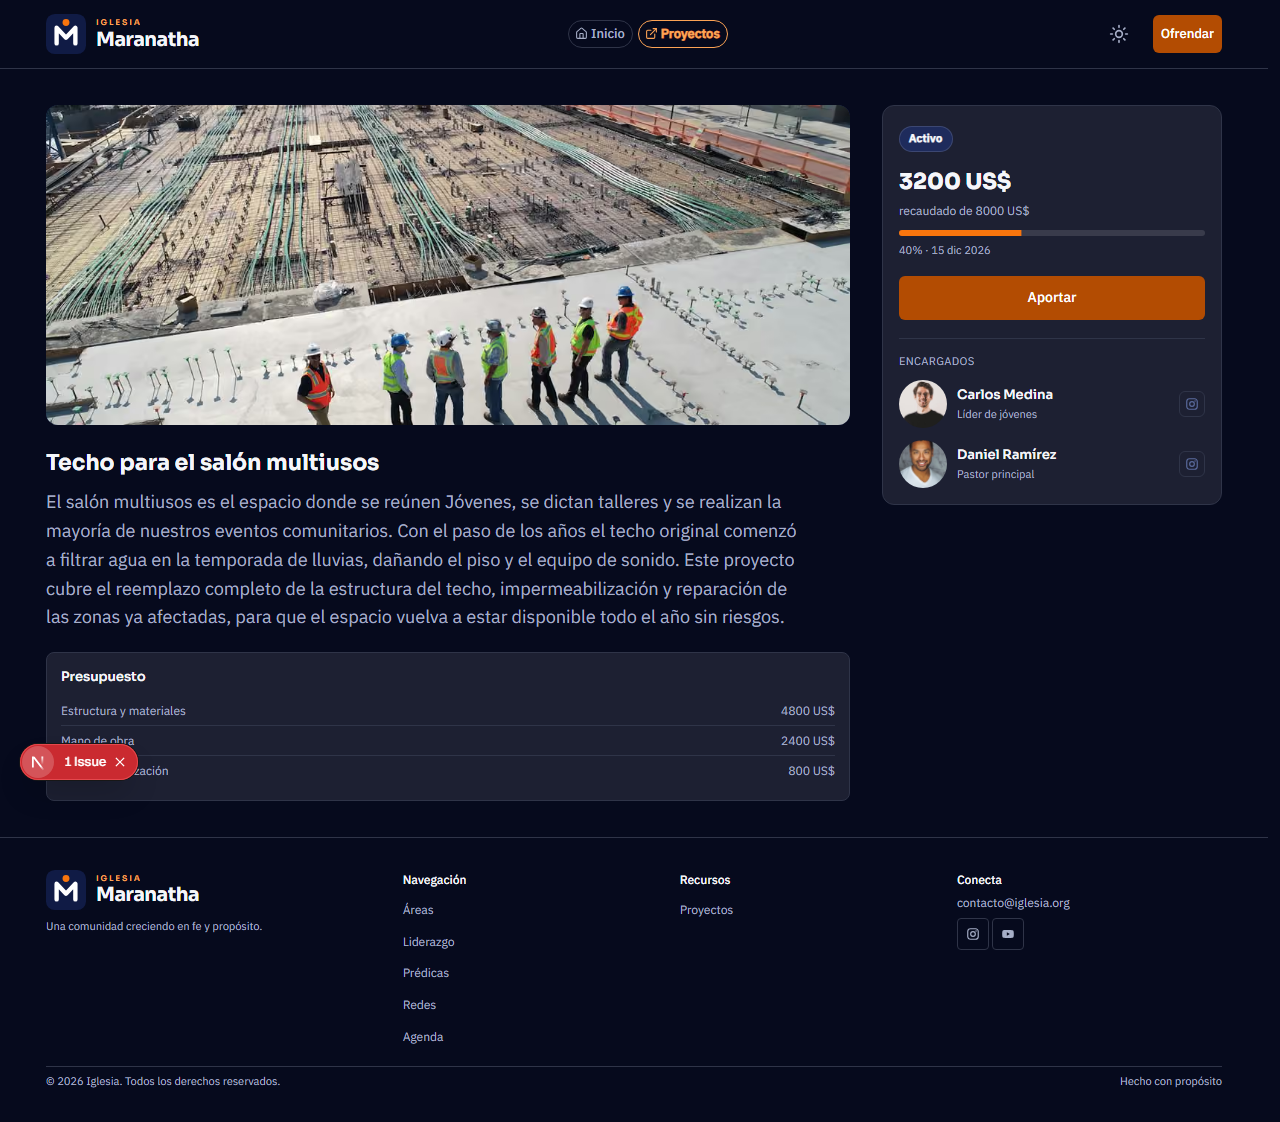 IGLESIA
Maranatha
Inicio
Proyectos
Ofrendar
Activo
3200 US$
recaudado de 8000 US$
40% · 15 dic 2026
Aportar
ENCARGADOS
Carlos Medina
Líder de jóvenes
Daniel Ramírez
Pastor principal
Techo para el salón multiusos
El salón multiusos es el espacio donde se reúnen Jóvenes, se dictan talleres y se realizan la
mayoría de nuestros eventos comunitarios. Con el paso de los años el techo original comenzó
a filtrar agua en la temporada de lluvias, dañando el piso y el equipo de sonido. Este proyecto
cubre el reemplazo completo de la estructura del techo, impermeabilización y reparación de
las zonas ya afectadas, para que el espacio vuelva a estar disponible todo el año sin riesgos.
Presupuesto
Estructura y materiales 4800 US$
Mano de obra 2400 US$
zación 800 US$
N 1 Issue
IGLESIA
Maranatha
Una comunidad creciendo en fe y propósito.
Navegación
Áreas
Liderazgo
Prédicas
Redes
Agenda
Recursos
Proyectos
Conecta
contacto@iglesia.org
© 2026 Iglesia. Todos los derechos reservados.
Hecho con propósito